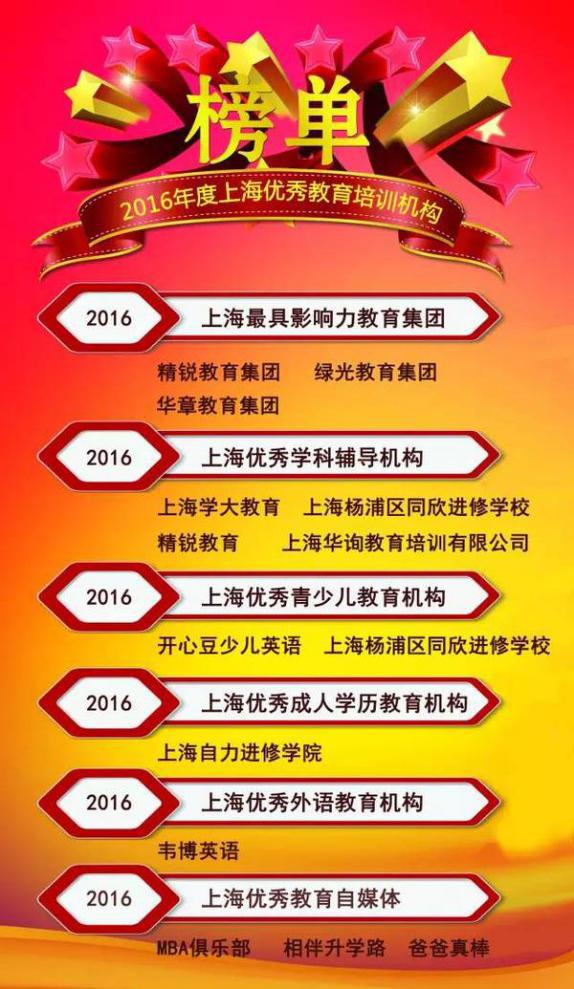 榜单
2016年度上海优秀教育培训机构
2016 上海最具影响力教育集团
精锐教育集团 绿光教育集团
华章教育集团
2016 上海优秀学科辅导机构
上海学大教育 上海杨浦区同欣进修学校
精锐教育 上海华询教育培训有限公司
2016 上海优秀青少儿教育机构
开心豆少儿英语 上海杨浦区同欣进修学校
2016 上海优秀成人学历教育机构
上海自力进修学院
2016 上海优秀外语教育机构
韦博英语
2016 上海优秀教育自媒体
MBA俱乐部 相伴升学路 爸爸真棒